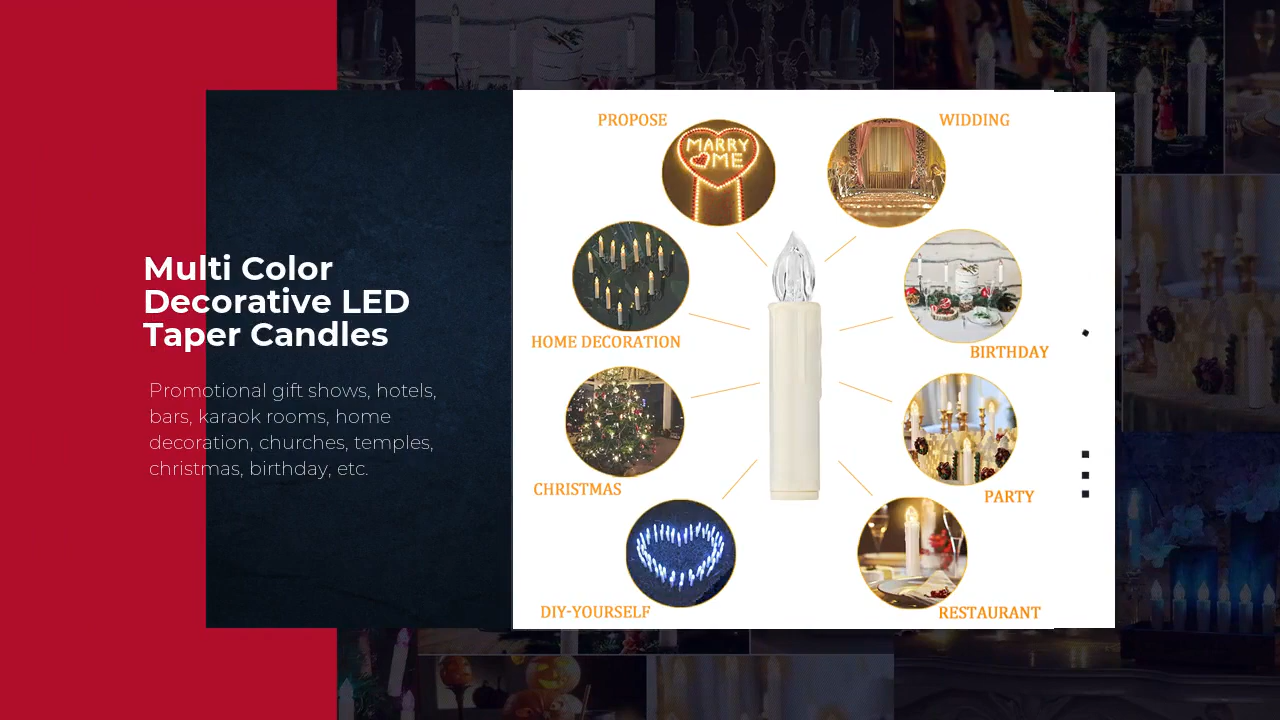 Multi Color
Decorative LED
Taper Candles
Promotional gift shows, hotels,
bars, karaok rooms, home
decoration, churches, temples,
christmas, birthday, etc.
PROPOSE
WIDDING
MARRY
ME
HOME DECORATION
BIRTHDAY
CHRISTMAS
PARTY
DIY-YOURSELF
RESTAURANT